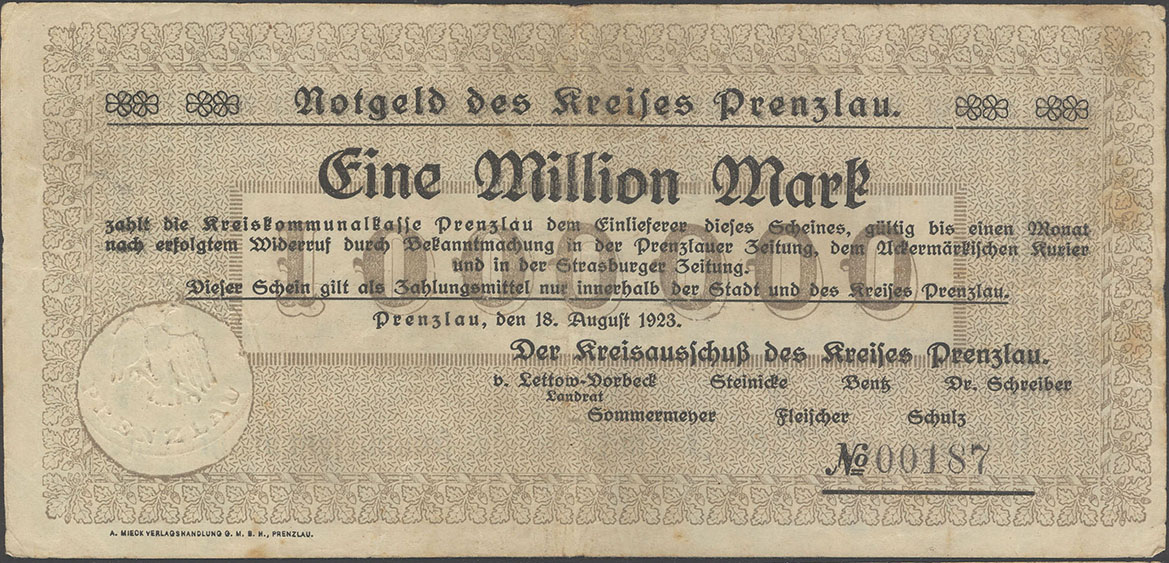 Notgeld des Kreises Prenzlau.
Eine Million Mark
1000000
zahlt die Kreiskommunalkasse Prenzlau dem Einlieferer dieses Scheines, gültig bis einen Monat
nach erfolgtem Widerruf durch Bekanntmachung in der Prenzlauer Zeitung, dem Uckermärkischen Kurier
und in der Strasburger Zeitung.
Dieser Schein gilt als Zahlungsmittel nur innerhalb der Stadt und des Kreises Prenzlau.
Prenzlau, den 18. August 1923.
Der Kreisausschuß des Kreises Prenzlau.
v. Lettow-Vorbeck Steinicke Bentz Dr. Schreiber
Landrat
Sommermeyer Fleischer Schulz
PRENZLAU
№ 00187
A. MIECK VERLAGSHANDLUNG G. M. B. H., PRENZLAU.